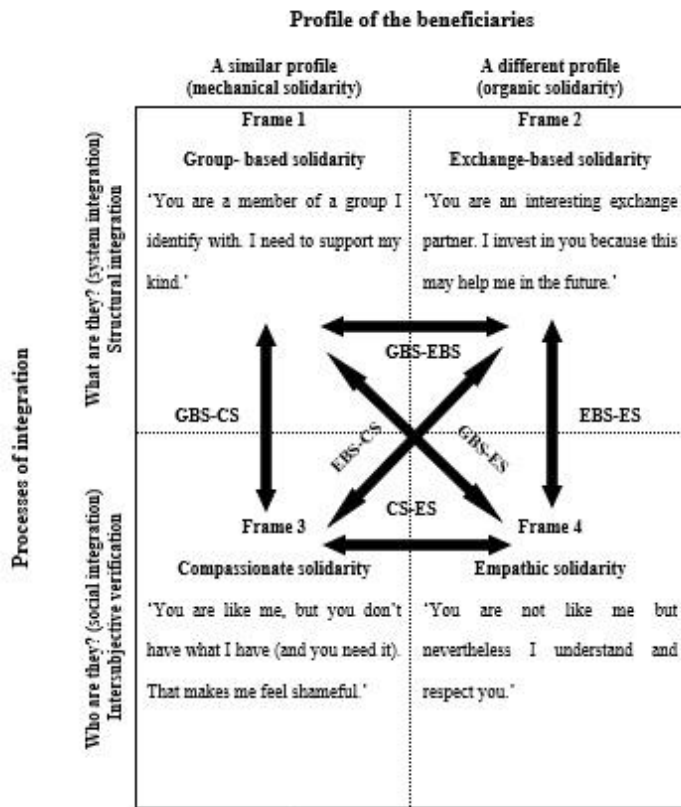 Profile of the beneficiaries
A similar profile
(mechanical solidarity)
A different profile
(organic solidarity)
Processes of integration
What are they? (system integration)
Structural integration
Frame 1
Group- based solidarity
‘You are a member of a group I
identify with. I need to support my
kind.’
Frame 2
Exchange-based solidarity
‘You are an interesting exchange
partner. I invest in you because this
may help me in the future.’
GBS-EBS
GBS-CS
EBS-CS
GBS-ES
EBS-ES
CS-ES
Who are they? (social integration)
Intersubjective verification
Frame 3
Compassionate solidarity
‘You are like me, but you don’t
have what I have (and you need it).
That makes me feel shameful.’
Frame 4
Empathic solidarity
‘You are not like me but
nevertheless I understand and
respect you.’